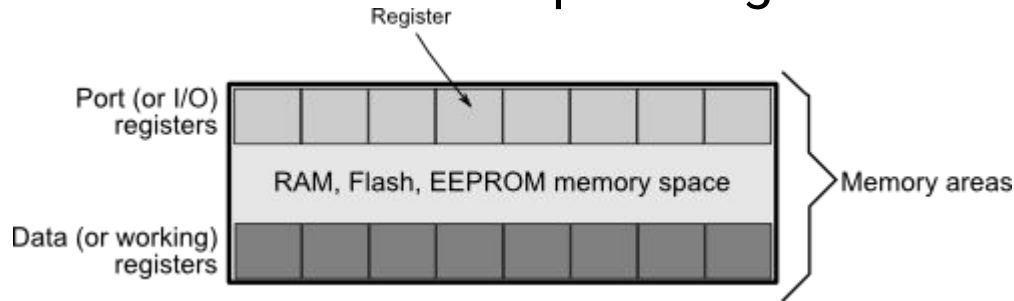 Register
Port (or I/O)
registers
RAM, Flash, EEPROM memory space
Memory areas
Data (or working)
registers